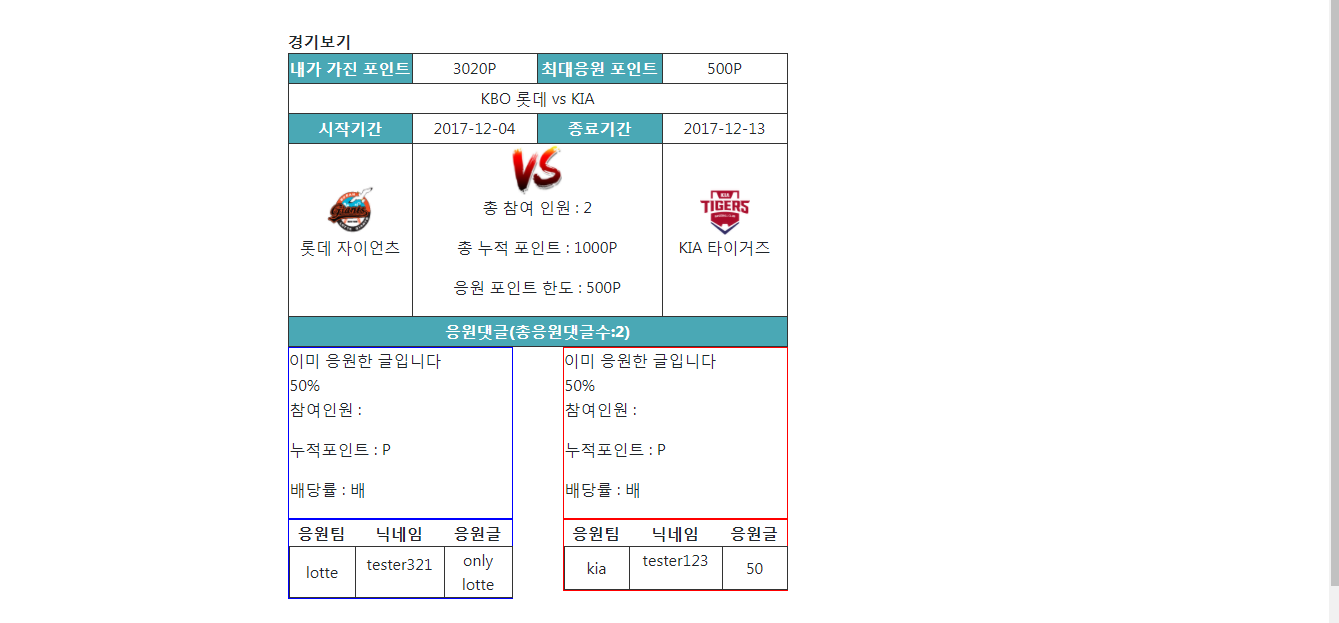 경기보기
내가 가진 포인트 3020P 최대응원 포인트 500P
KBO 롯데 vs KIA
시작기간 2017-12-04 종료기간 2017-12-13
VS
총 참여 인원 : 2
Giants
KIA
TIGERS
롯데 자이언츠
총 누적 포인트 : 1000P
KIA 타이거즈
응원 포인트 한도 : 500P
응원댓글(총응원댓글수:2)
이미 응원한 글입니다
50%
참여인원 :
누적포인트 : P
배당률 : 배
응원팀 닉네임 응원글
lotte tester321 only
lotte
이미 응원한 글입니다
50%
참여인원 :
누적포인트 : P
배당률 : 배
응원팀 닉네임 응원글
kia tester123 50